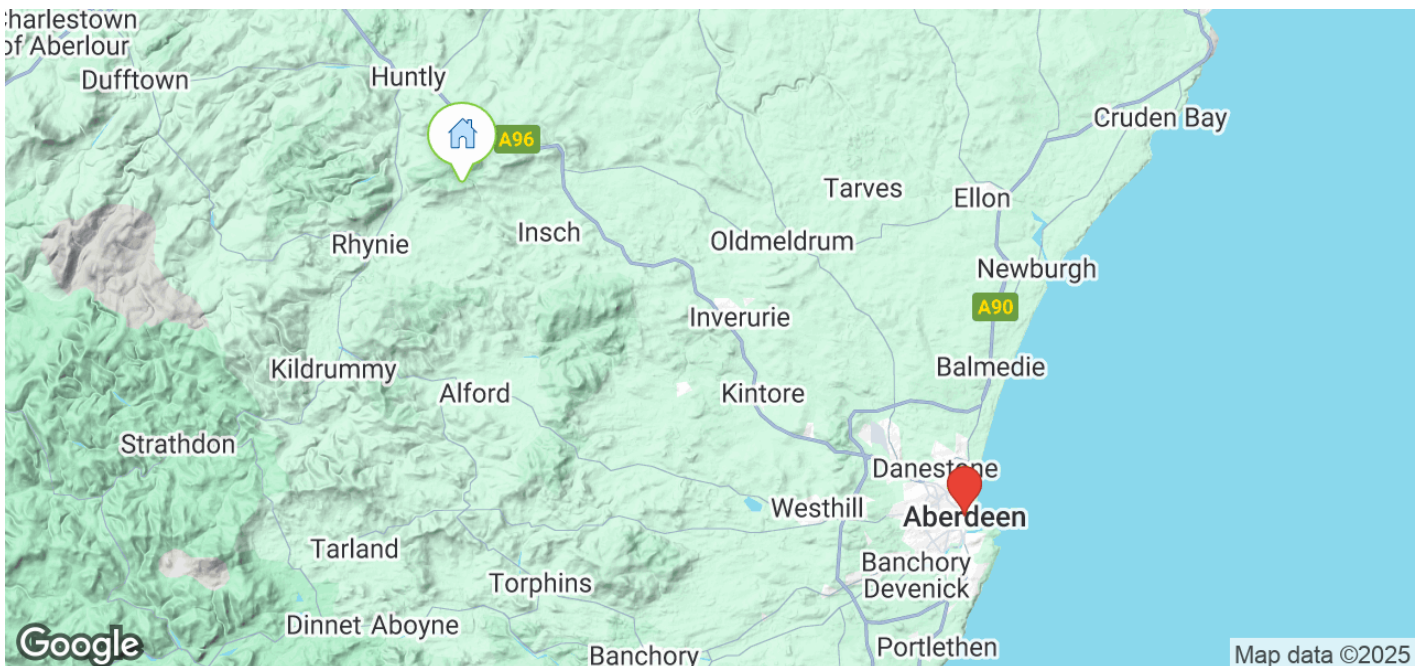 Charlestown
of Aberlour
Dufftown
Huntly
A96
Cruden Bay
Tarves
Ellon
Rhynie
Insch
Oldmeldrum
Newburgh
A90
Inverurie
Kildrummy
Balmedie
Alford
Kintore
Strathdon
Danestone
Westhill
Aberdeen
Tarland
Banchory
Devenick
Torphins
Dinnet
Aboyne
Portlethen
Banchory
Google
Map data ©2025